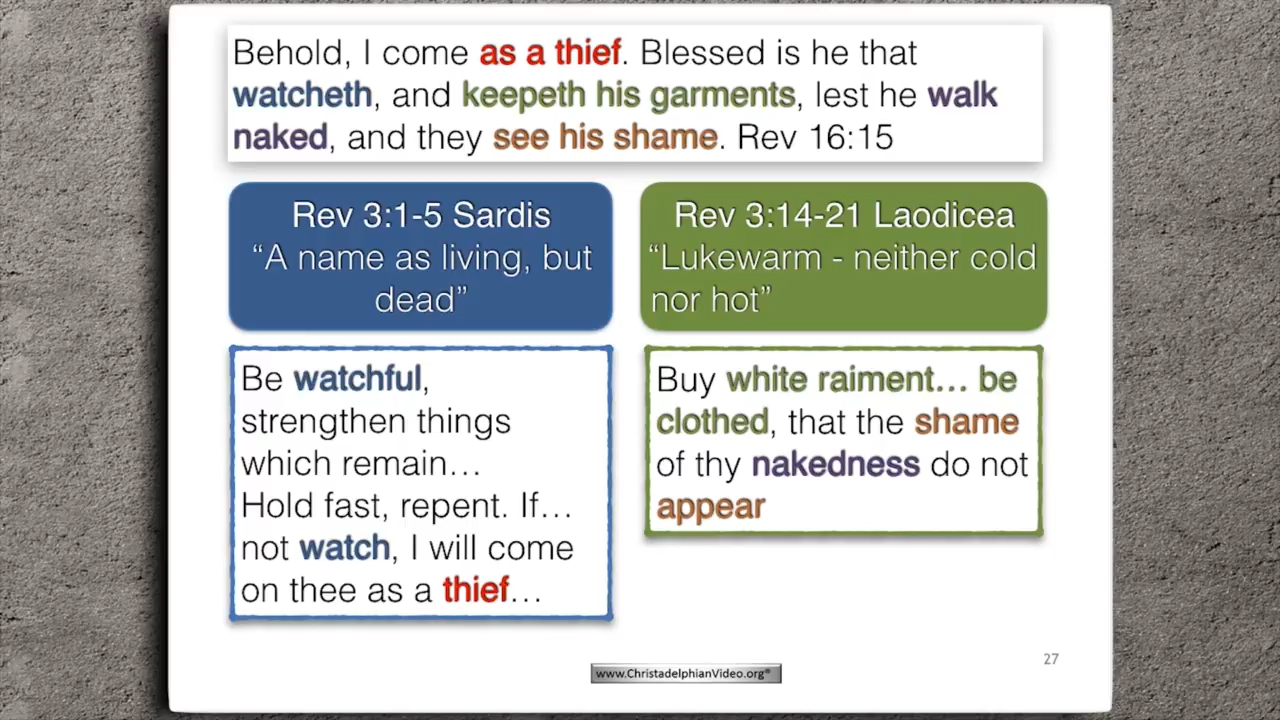 Behold, I come as a thief. Blessed is he that
watcheth, and keepeth his garments, lest he walk
naked, and they see his shame. Rev 16:15
Rev 3:1-5 Sardis
“A name as living, but
dead”
Rev 3:14-21 Laodicea
“Lukewarm - neither cold
nor hot”
Be watchful,
strengthen things
which remain…
Hold fast, repent. If…
not watch, I will come
on thee as a thief…
Buy white raiment… be
clothed, that the shame
of thy nakedness do not
appear
27
www.ChristadelphianVideo.org®